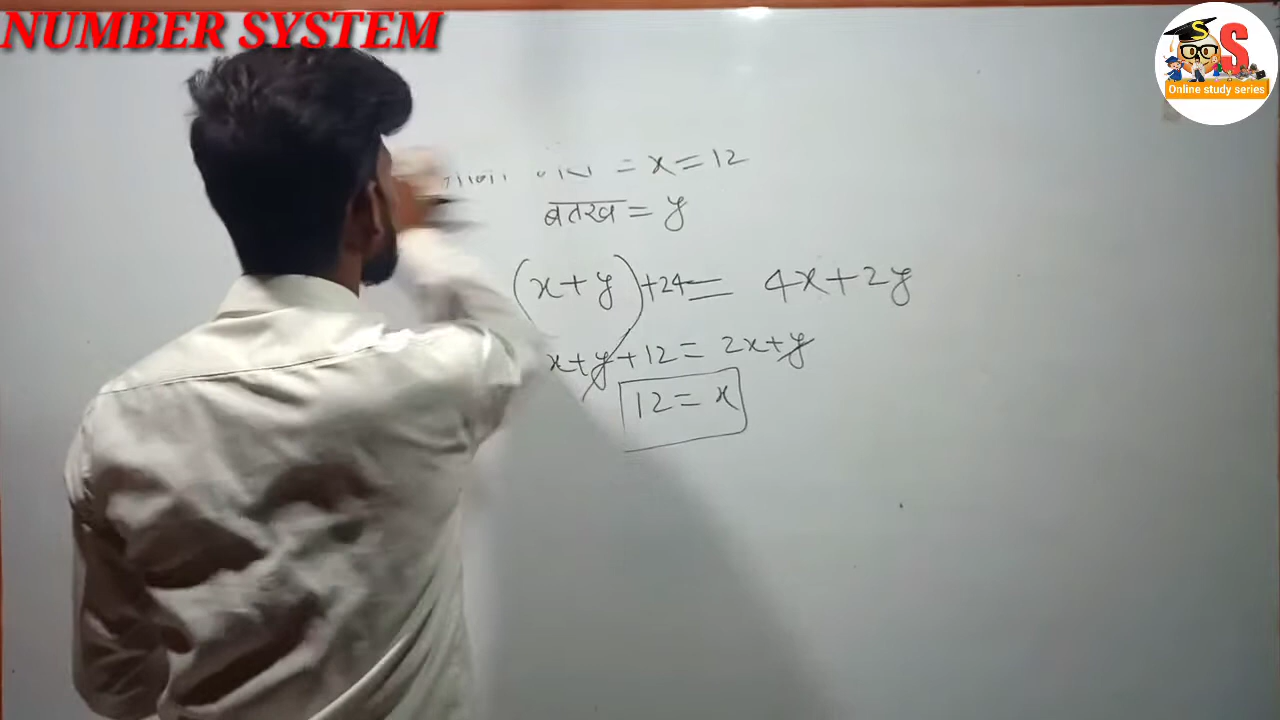 NUMBER SYSTEM
S S
Online study series
= x = 12
बतख = y
(x + y) + 24 = 4x + 2y
x + y + 12 = 2x + y
12 = x